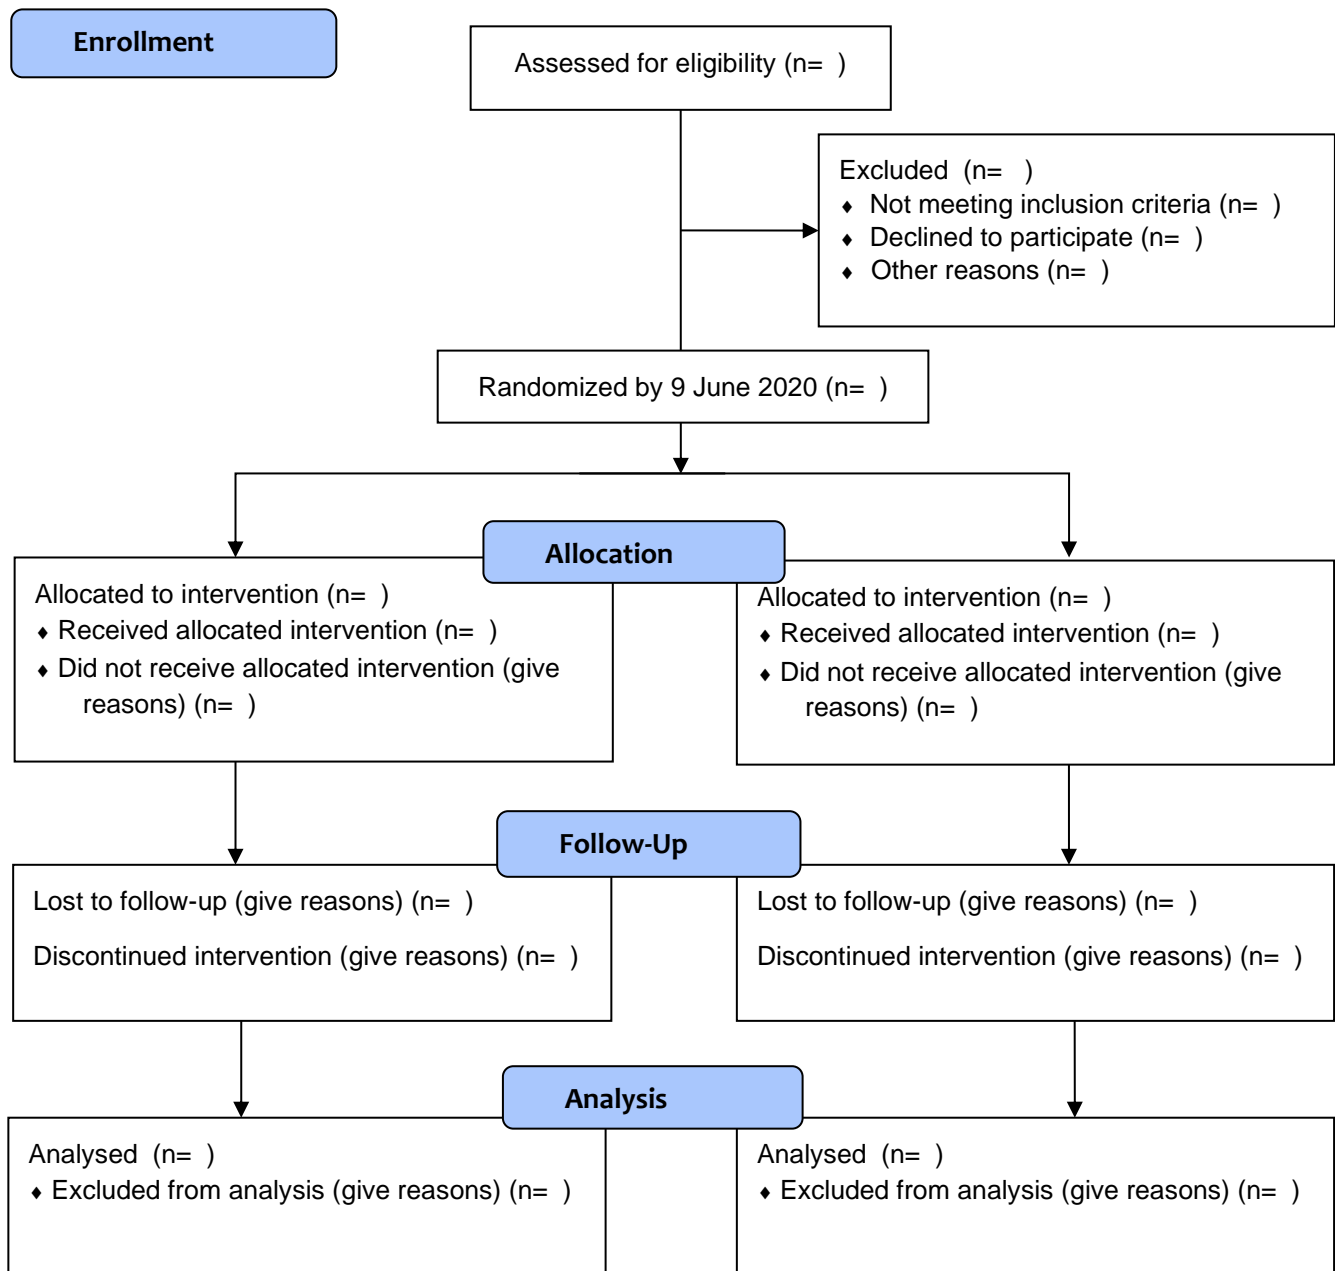 Enrollment
Assessed for eligibility (n=  )
Excluded  (n=   )
♦ Not meeting inclusion criteria (n=  )
♦ Declined to participate (n=  )
♦ Other reasons (n=  )
Randomized by 9 June 2020 (n=  )
Allocation
Allocated to intervention (n=  )
♦ Received allocated intervention (n=  )
♦ Did not receive allocated intervention (give
reasons) (n=  )
Allocated to intervention (n=  )
♦ Received allocated intervention (n=  )
♦ Did not receive allocated intervention (give
reasons) (n=  )
Follow-Up
Lost to follow-up (give reasons) (n=  )
Discontinued intervention (give reasons) (n=  )
Lost to follow-up (give reasons) (n=  )
Discontinued intervention (give reasons) (n=  )
Analysis
Analysed  (n=  )
♦ Excluded from analysis (give reasons) (n=  )
Analysed  (n=  )
♦ Excluded from analysis (give reasons) (n=  )